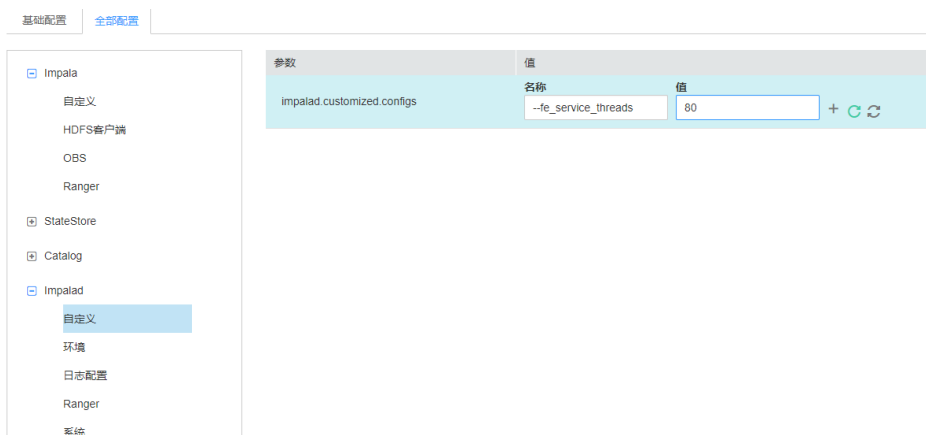 基础配置 全部配置
Impala
自定义
HDFS客户端
OBS
Ranger
StateStore
Catalog
Impalad
自定义
环境
日志配置
Ranger
系统
参数 值
名称 值
impalad.customized.configs --fe_service_threads 80